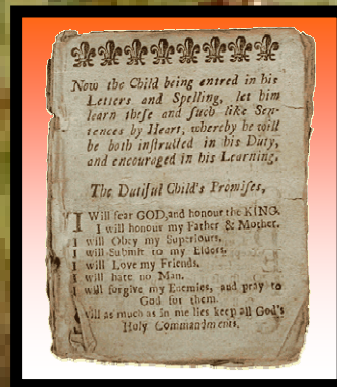 Now the Child being entred in his
Letters and Spelling, let him
learn these and such like Sen-
tences by Heart, whereby he will
be both instructed in his Duty,
and encouraged in his Learning.
The Dutiful Child's Promises,
I Will fear GOD, and honour the KING.
I will honour my Father & Mother.
I will Obey my Superiours.
I will Submit to my Elders.
I will Love my Friends.
I will hate no Man.
I will forgive my Enemies, and pray to
God for them.
will as much as in me lies keep all God's
Holy Commandments.